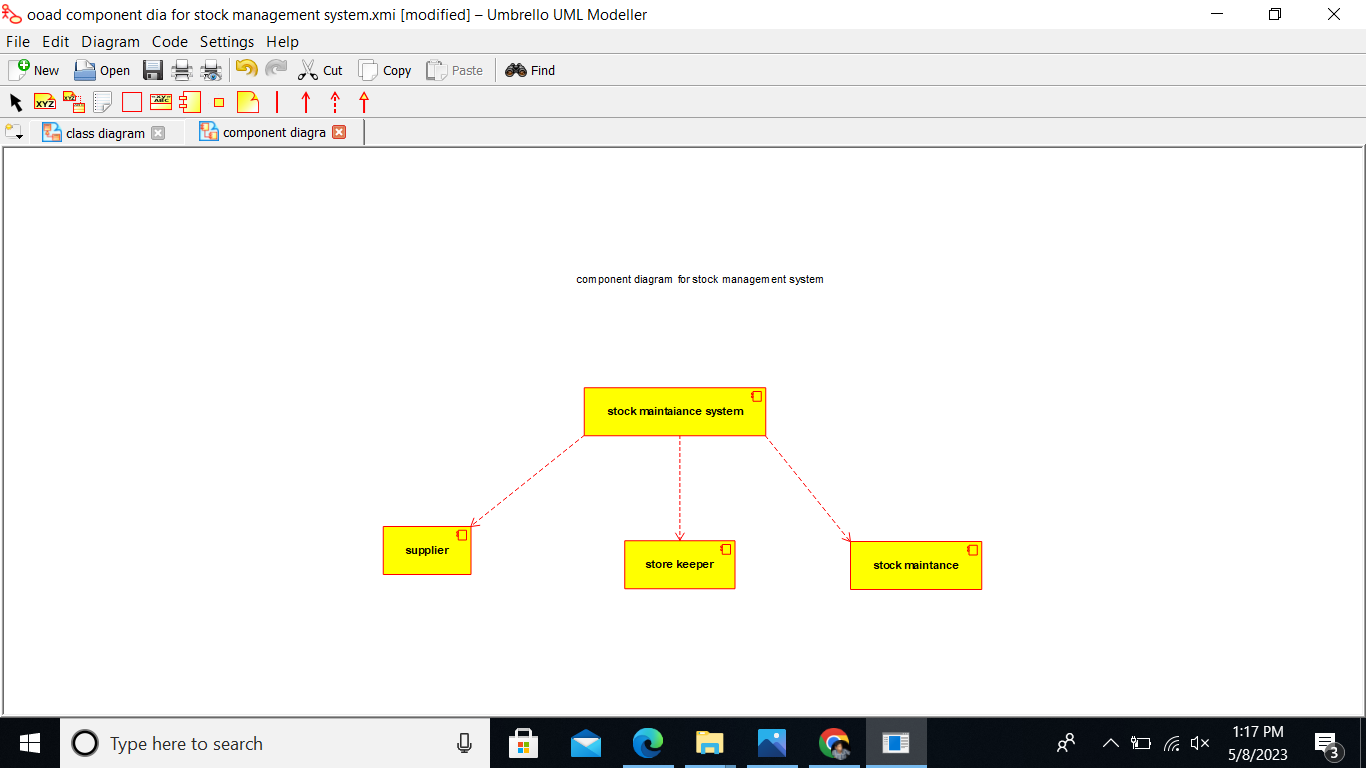 ooad component dia for stock management system.xmi [modified] – Umbrello UML Modeller
File Edit Diagram Code Settings Help
New Open Cut Copy Paste Find
XYZ XYZ ABC
class diagram component diagra
component diagram for stock management system
stock maintaiance system
supplier
store keeper
stock maintance
Type here to search
1:17 PM
5/8/2023
3